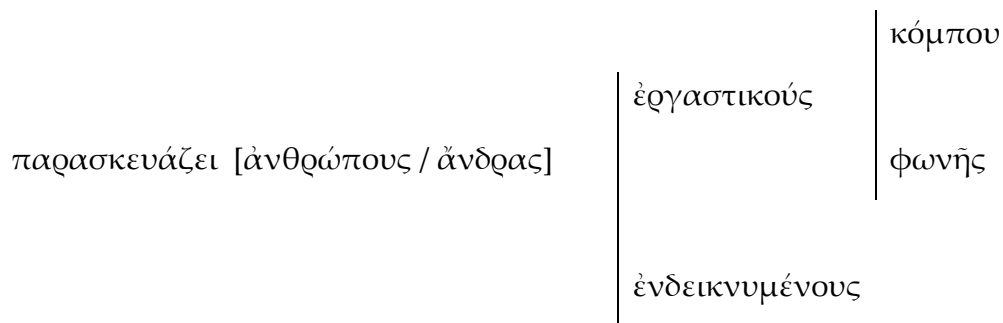 κόμπου
ἐργαστικούς
παρασκευάζει [ἀνθρώπους / ἄνδρας]
φωνῆς
ἐνδεικνυμένους